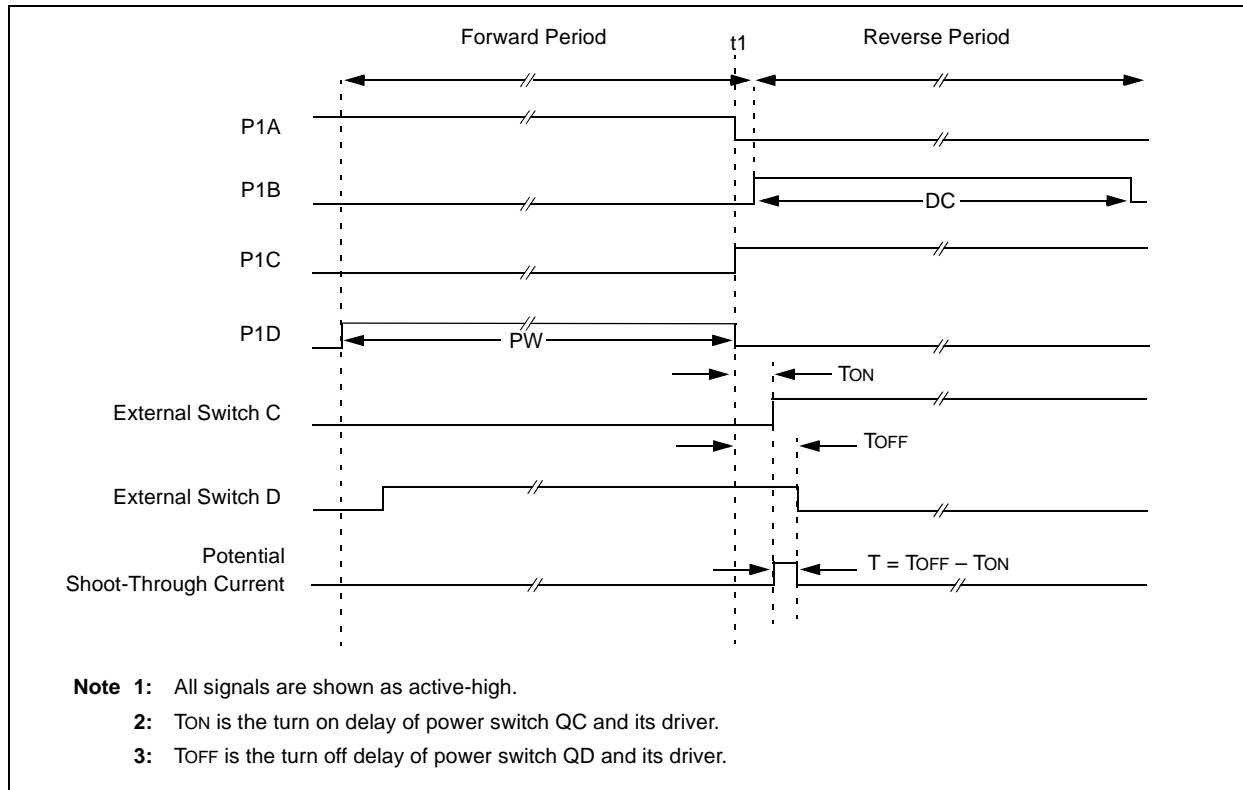 Forward Period
t1
Reverse Period
P1A
P1B
DC
P1C
P1D
PW
TON
External Switch C
TOFF
External Switch D
Potential
Shoot-Through Current
T = TOFF – TON
Note 1: All signals are shown as active-high.
2: TON is the turn on delay of power switch QC and its driver.
3: TOFF is the turn off delay of power switch QD and its driver.